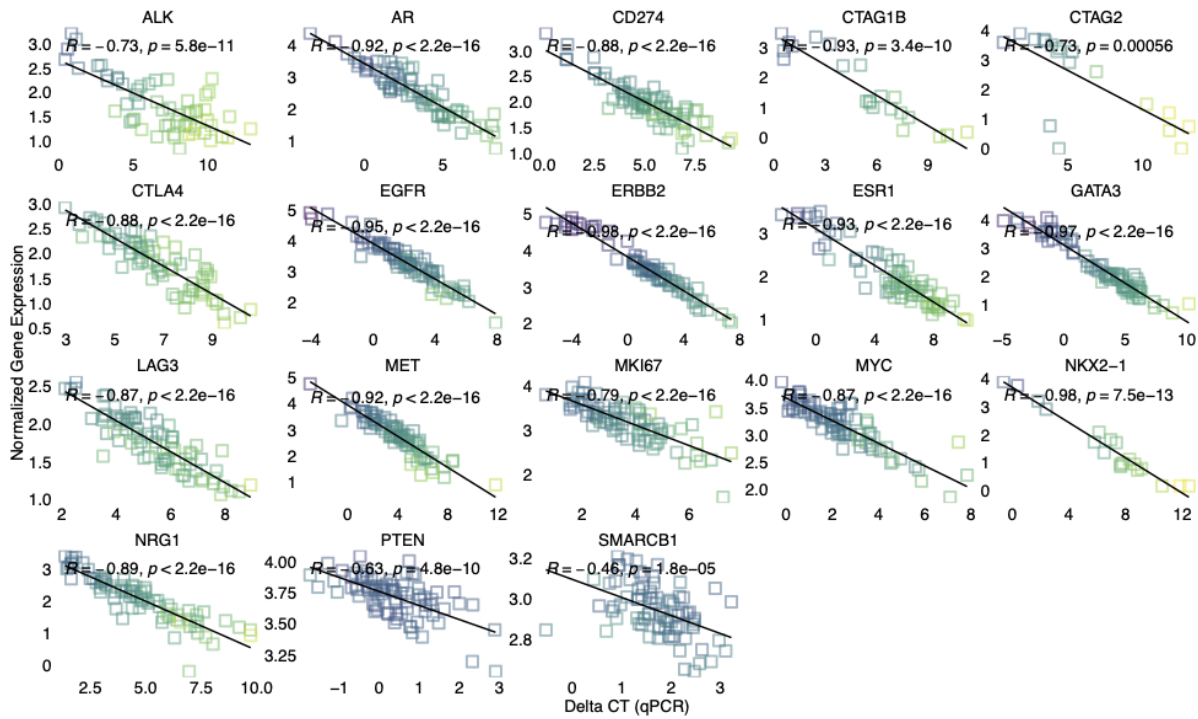 ALK AR CD274 CTAG1B CTAG2
R = −0.73, p = 5.8e−11 R = −0.92, p < 2.2e−16 R = −0.88, p < 2.2e−16 R = −0.93, p = 3.4e−10 R = −0.73, p = 0.00056
3.0 2.5 2.0 1.5 1.0
4 3 2 1
3.0 2.5 2.0 1.5 1.0
3 2 1 0
4 3 2 1 0
0 5 10
0 5
0.0 2.5 5.0 7.5
0 3 6 9
5 10
CTLA4 EGFR ERBB2 ESR1 GATA3
R = −0.88, p < 2.2e−16 R = −0.95, p < 2.2e−16 R = −0.98, p < 2.2e−16 R = −0.93, p < 2.2e−16 R = −0.97, p < 2.2e−16
3.0 2.5 2.0 1.5 1.0 0.5
5 4 3 2
5 4 3 2
3 2 1
4 3 2 1
3 5 7 9
−4 0 4 8
−4 0 4 8
0 4 8
−5 0 5 10
LAG3 MET MKI67 MYC NKX2−1
R = −0.87, p < 2.2e−16 R = −0.92, p < 2.2e−16 R = −0.79, p < 2.2e−16 R = −0.87, p < 2.2e−16 R = −0.98, p = 7.5e−13
2.5 2.0 1.5 1.0
5 4 3 2 1
4 3 2
4.0 3.5 3.0 2.5 2.0
4 3 2 1 0
2 4 6 8
0 4 8 12
0 2 4 6
0 2 4 6 8
0 4 8 12
NRG1 PTEN SMARCB1
R = −0.89, p < 2.2e−16 R = −0.63, p = 4.8e−10 R = −0.46, p = 1.8e−05
3 2 1 0
4.00 3.75 3.50 3.25
3.2 3.0 2.8
2.5 5.0 7.5 10.0
−1 0 1 2 3
0 1 2 3
Normalized Gene Expression
Delta CT (qPCR)